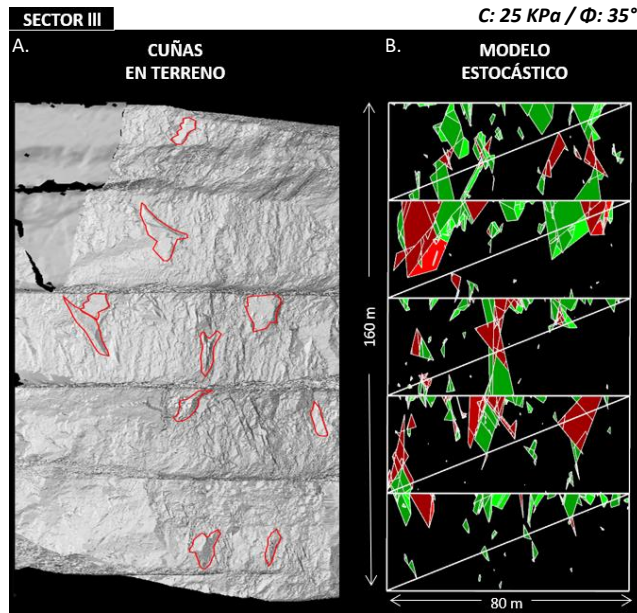 SECTOR III
C: 25 KPa / Φ: 35°
A.
CUÑAS
EN TERRENO
B.
MODELO
ESTOCÁSTICO
160 m
80 m